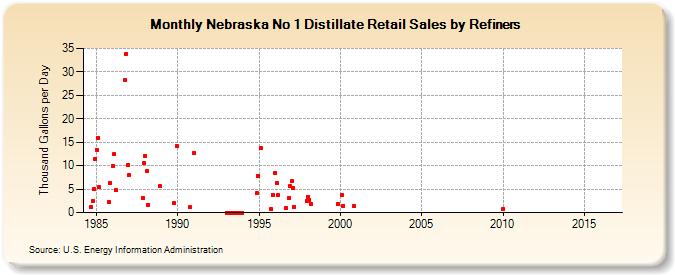 Monthly Nebraska No 1 Distillate Retail Sales by Refiners
Thousand Gallons per Day
35
30
25
20
15
10
5
0
1985 1990 1995 2000 2005 2010 2015
Source: U.S. Energy Information Administration